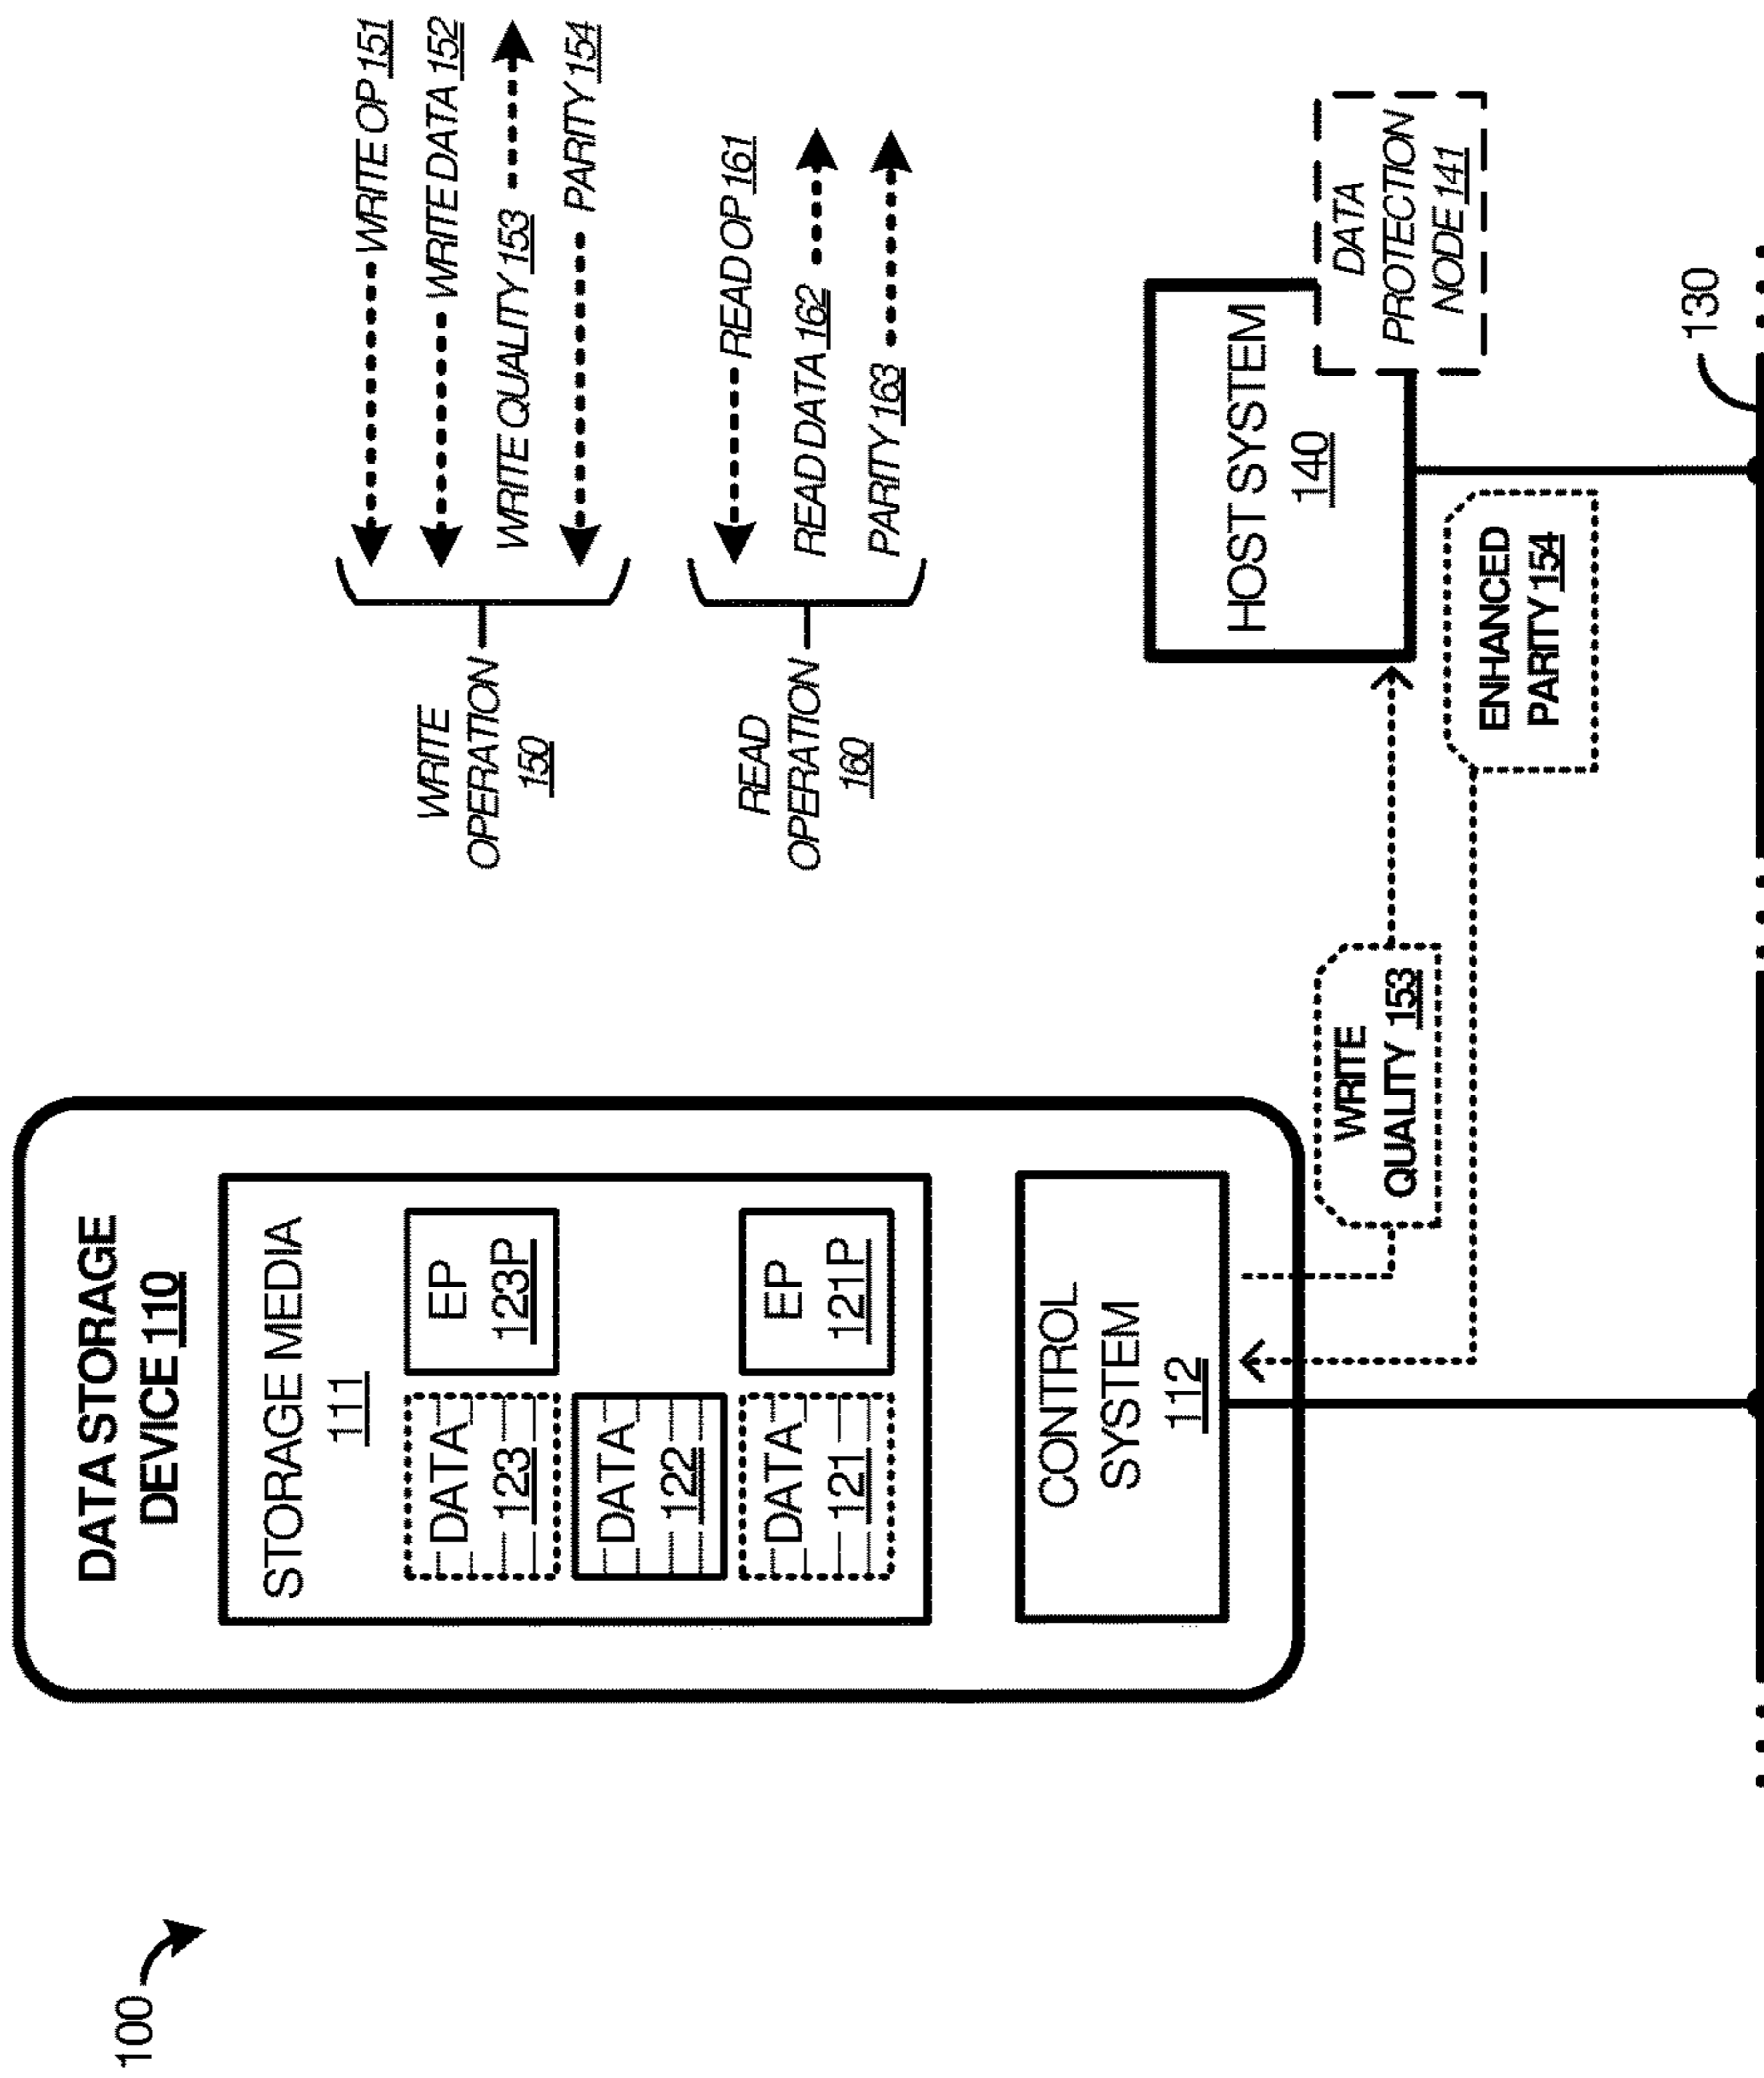 100
DATA STORAGE
DEVICE 110
STORAGE MEDIA
111
DATA
123
EP
123P
DATA
122
DATA
121
EP
121P
CONTROL
SYSTEM
112
WRITE
OPERATION
150
WRITE OP 151
WRITE DATA 152
WRITE QUALITY 153
PARITY 154
READ
OPERATION
160
READ OP 161
READ DATA 162
PARITY 163
HOST SYSTEM
140
DATA
PROTECTION
NODE 141
WRITE
QUALITY 153
ENHANCED
PARITY 154
130